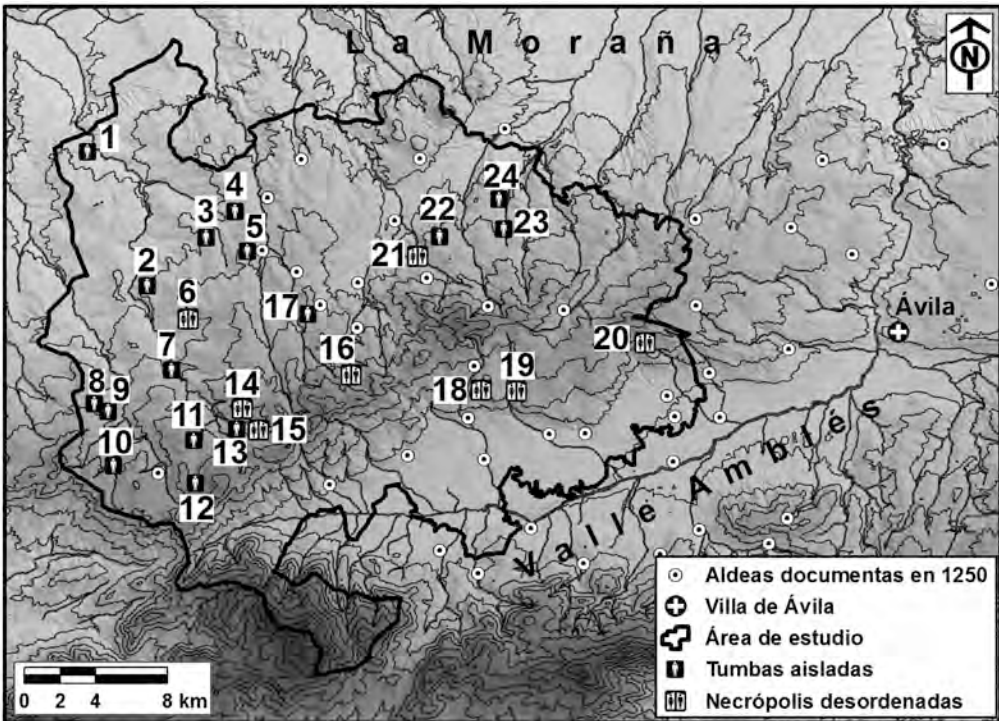 La Moraña
N
1
4
24
3
5
22
23
21
2
6
17
Ávila
20
7
16
8
9
14
18
19
11
15
10
13
12
Valle Amblés
Aldeas documentas en 1250
Villa de Ávila
Área de estudio
Tumbas aisladas
Necrópolis desordenadas
0 2 4 8 km